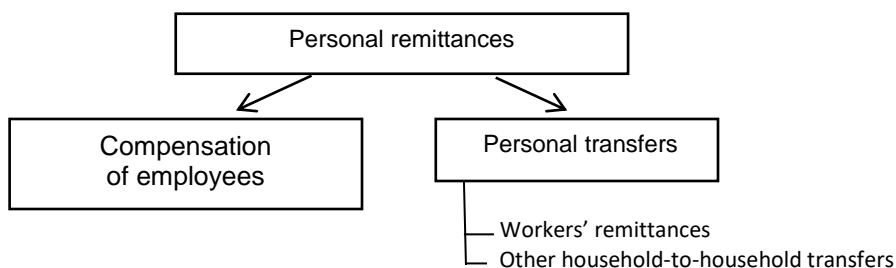 Personal remittances
Compensation
of employees
Personal transfers
Workers’ remittances
Other household-to-household transfers